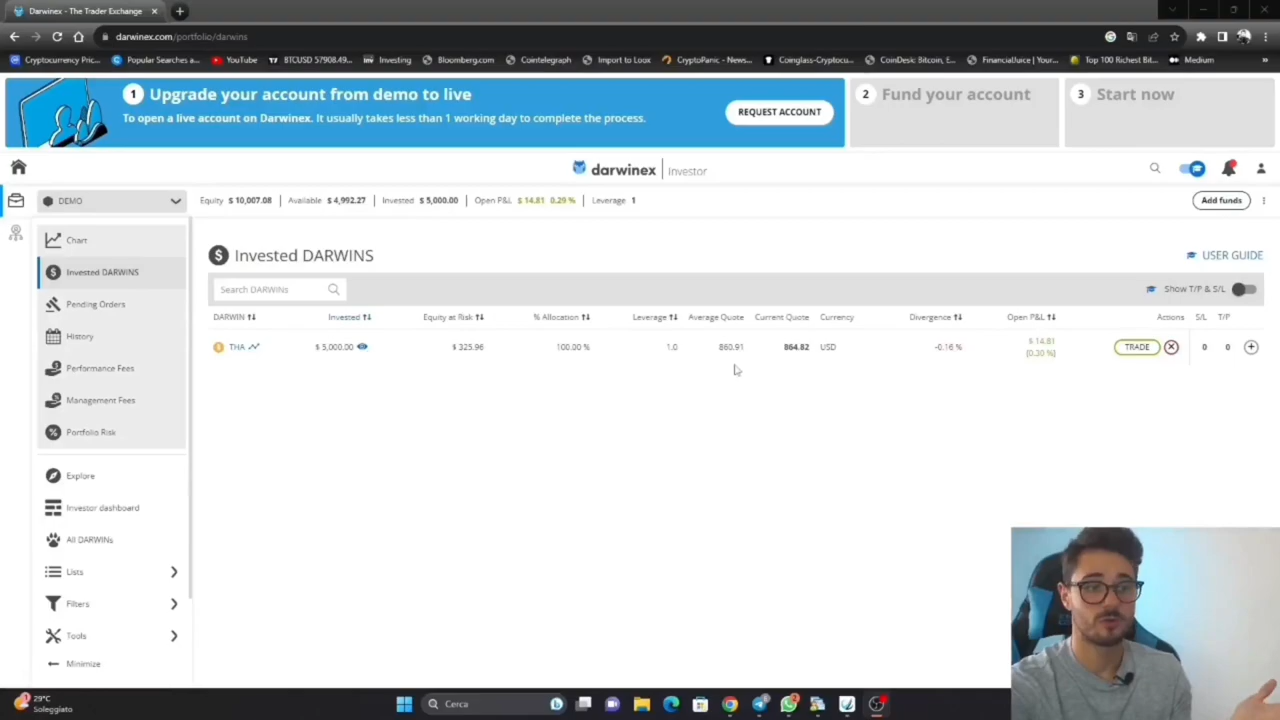 Darwinex - The Trader Exchange
darwinex.com/portfolio/darwins
Cryptocurrency Pric... Popular Searches a... YouTube BTCUSD 57908.49... Investing Bloomberg.com Cointelegraph Import to Loox CryptoPanic - News... Coinglass-Cryptocu... CoinDesk: Bitcoin, E... FinancialJuice | Your... Top 100 Richest Bit... Medium »
1 Upgrade your account from demo to live
To open a live account on Darwinex. It usually takes less than 1 working day to complete the process.
REQUEST ACCOUNT
2 Fund your account
3 Start now
darwinex | Investor
DEMO
Equity $ 10,007.08 | Available $ 4,992.27 | Invested $ 5,000.00 | Open P&L $ 14.81 0.29 % | Leverage 1
Add funds
Chart
Invested DARWINS
Pending Orders
History
Performance Fees
Management Fees
Portfolio Risk
Explore
Investor dashboard
All DARWINs
Lists
Filters
Tools
Minimize
Invested DARWINS
USER GUIDE
Search DARWINs
Show T/P & S/L
DARWIN Invested Equity at Risk % Allocation Leverage Average Quote Current Quote Currency Divergence Open P&L Actions S/L T/P
THA $ 5,000.00 $ 325.96 100.00 % 1.0 860.91 864.82 USD -0.16 % $ 14.81 TRADE 0 0
[0.30 %]
29°C
Soleggiato
Cerca